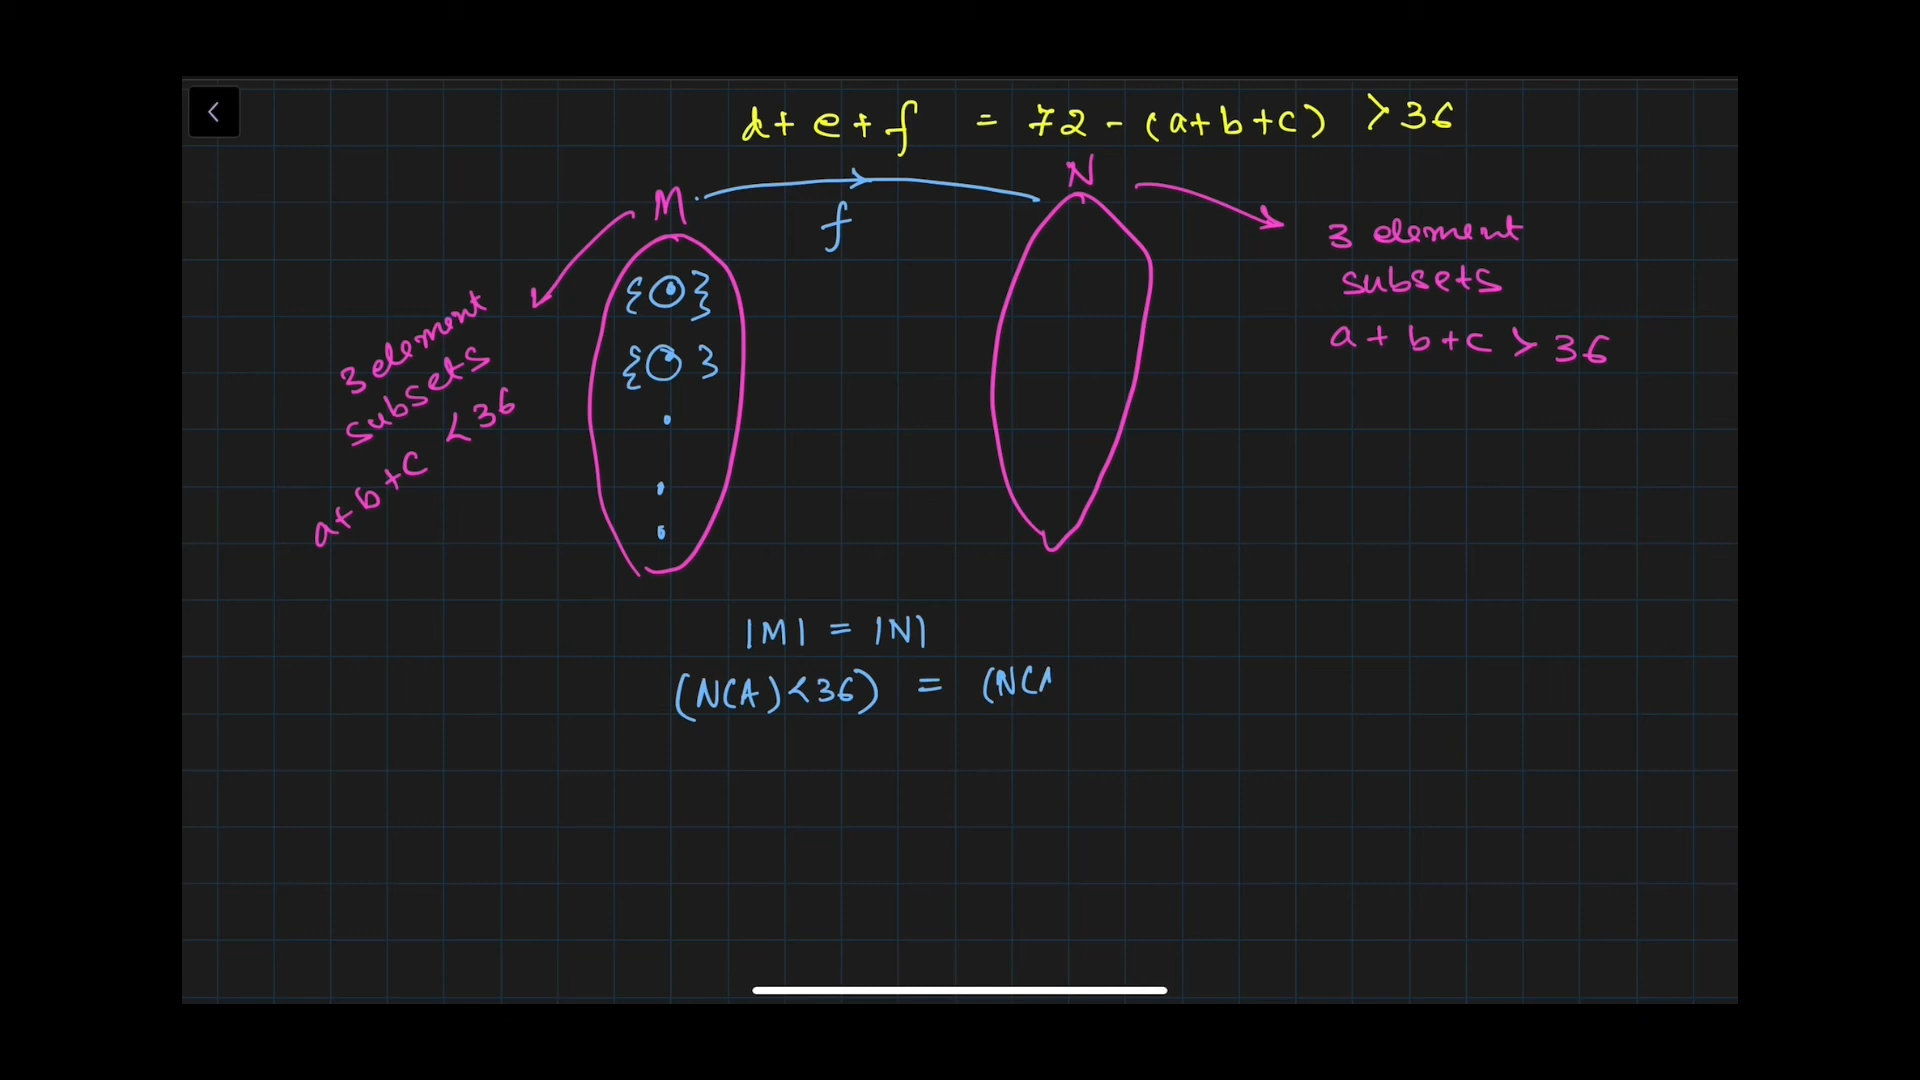 d + e + f = 72 - (a+b+c) > 36
M
N
f
3 element
subsets
a + b + c > 36
3 element
subsets
a+b+c < 36
{⊙}
{⊙}
|M| = |N|
(N(A) < 36) = (N(A